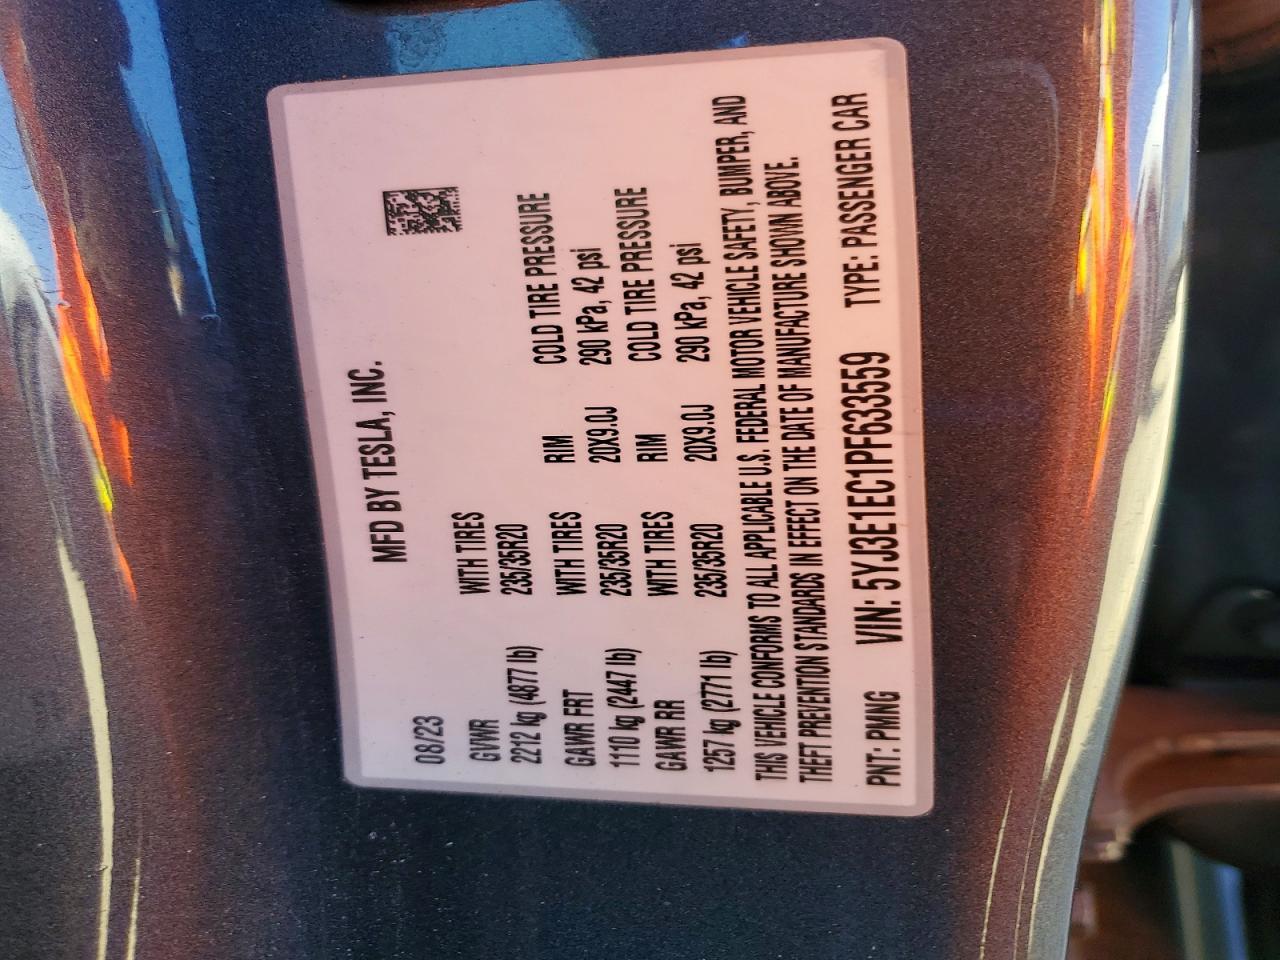 MFD BY TESLA, INC.
08/23
GVWR WITH TIRES
2212 kg (4877 lb) 235/35R20
GAWR FRT WITH TIRES RIM COLD TIRE PRESSURE
1110 kg (2447 lb) 235/35R20 20X9.0J 290 kPa, 42 psi
GAWR RR WITH TIRES RIM COLD TIRE PRESSURE
1257 kg (2771 lb) 235/35R20 20X9.0J 290 kPa, 42 psi
THIS VEHICLE CONFORMS TO ALL APPLICABLE U.S. FEDERAL MOTOR VEHICLE SAFETY, BUMPER, AND
THEFT PREVENTION STANDARDS IN EFFECT ON THE DATE OF MANUFACTURE SHOWN ABOVE.
PNT: PMNG VIN: 5YJ3E1EC1PF633559 TYPE: PASSENGER CAR